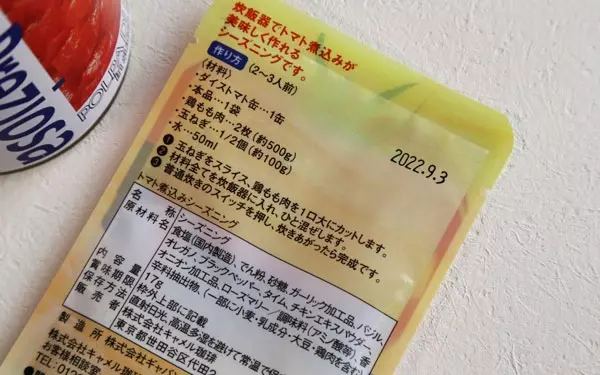 Preziosa
炊飯器でトマト煮込みが
美味しく作れる
シーズニングです。
作り方 (2〜3人前)
(材料)
・ダイストマト缶…1缶
・本品…1袋
・鶏もも肉…2枚(約500g)
・玉ねぎ…1/2個(約100g)
・水…50ml
2022.9.3
❶ 玉ねぎをスライス、鶏もも肉を1口大にカットします。
❷ 材料全てを炊飯器に入れ、ひと混ぜします。
❸ 普通炊きのスイッチを押し、炊きあがったら完成です。
トマト煮込みシーズニング
名 称 シーズニング
原材料名 食塩(国内製造)、でん粉、砂糖、ガーリック加工品、バジル、
オレガノ、ブラックペッパー、タイム、チキンエキスパウダー、
オニオン加工品、ローズマリー/調味料(アミノ酸等)、香
辛料抽出物、(一部に小麦・乳成分・大豆・鶏肉を含む)
内容量 17g
賞味期限 枠外上部に記載
保存方法 直射日光、高温多湿を避けて常温で保
販売者 株式会社キャメル珈琲
東京都世田谷区代田2
製造所 株式会社キャバン
お客様相談室